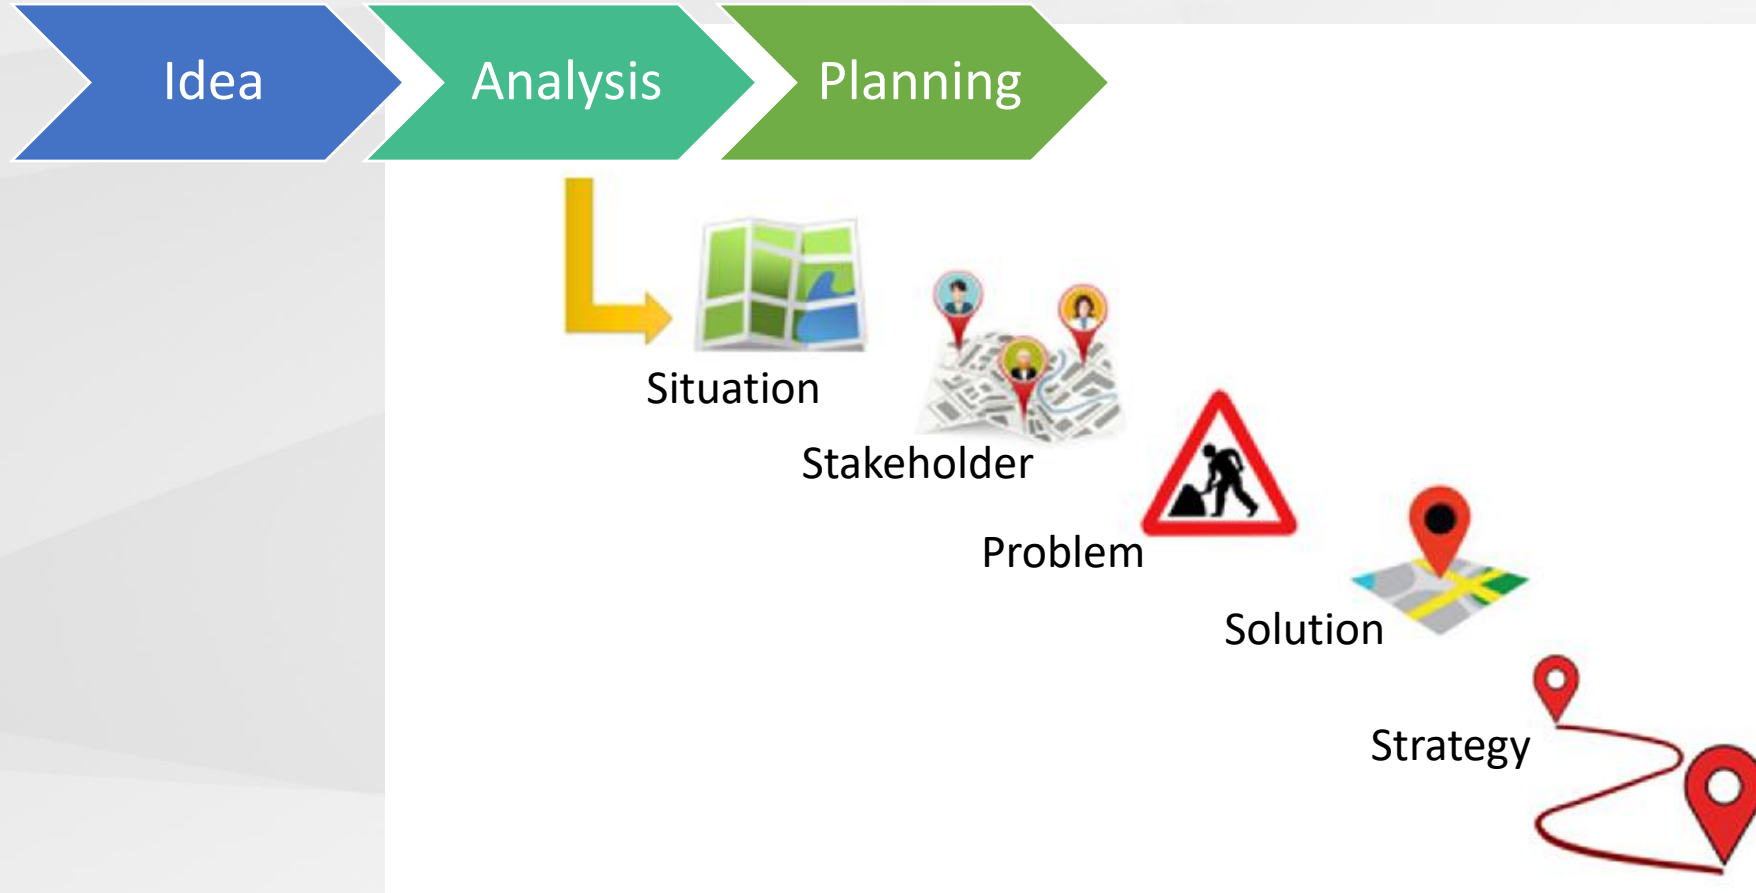 Idea
Analysis
Planning
Situation
Stakeholder
Problem
Solution
Strategy